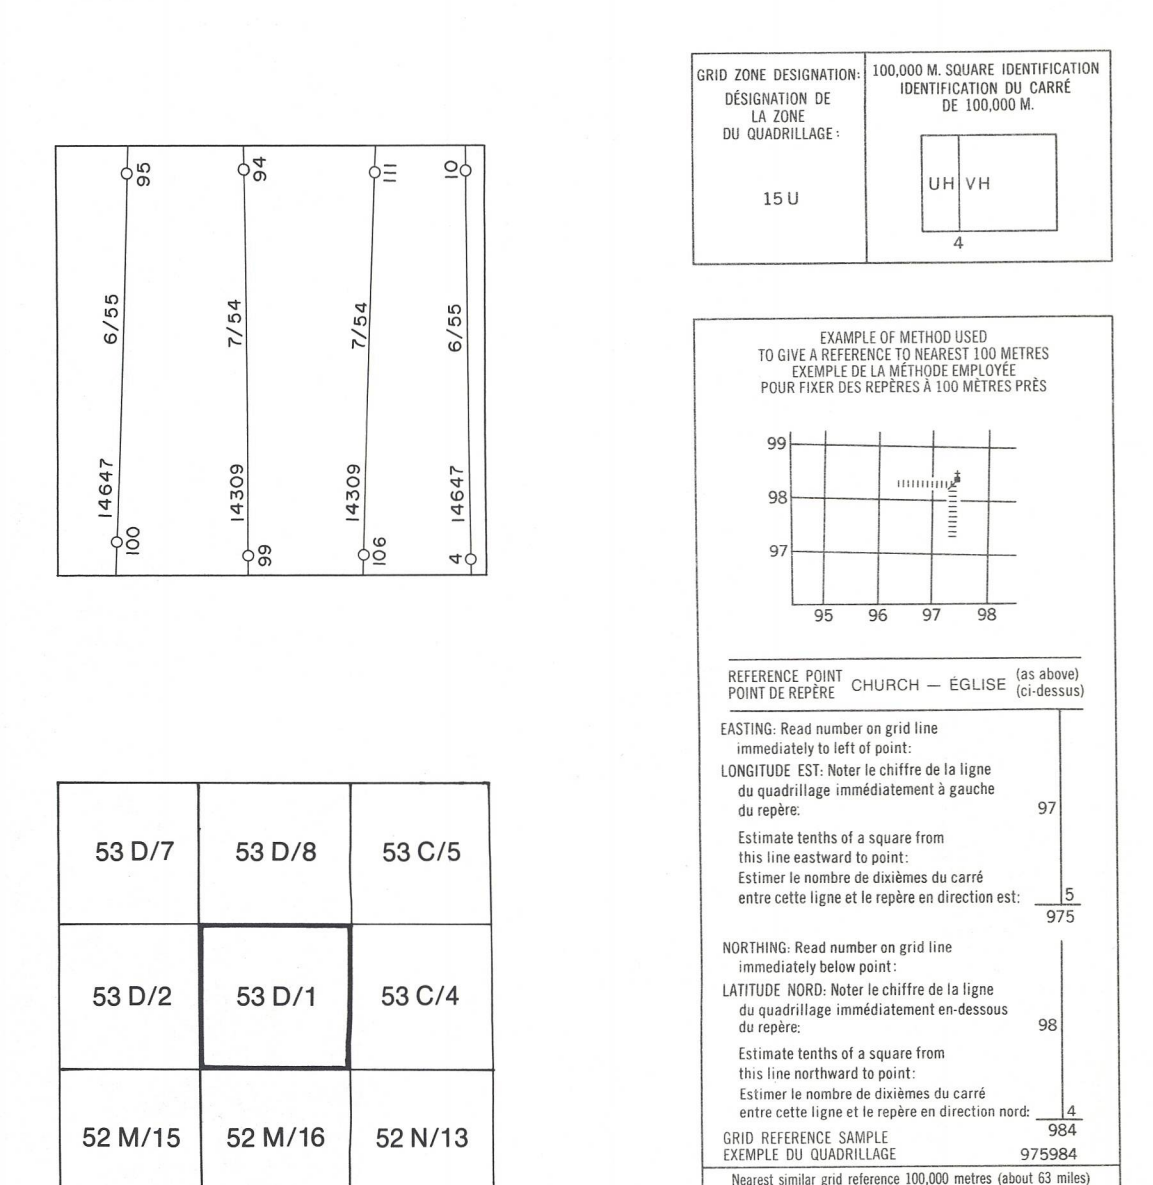 95
94
111
10
6/55
7/54
7/54
6/55
14647
14309
14309
14647
100
99
106
4
53 D/7 53 D/8 53 C/5
53 D/2 53 D/1 53 C/4
52 M/15 52 M/16 52 N/13
GRID ZONE DESIGNATION:
DÉSIGNATION DE
LA ZONE
DU QUADRILLAGE:
15 U
100,000 M. SQUARE IDENTIFICATION
IDENTIFICATION DU CARRÉ
DE 100,000 M.
UH VH
4
EXAMPLE OF METHOD USED
TO GIVE A REFERENCE TO NEAREST 100 METRES
EXEMPLE DE LA MÉTHODE EMPLOYÉE
POUR FIXER DES REPÈRES À 100 MÈTRES PRÈS
99
98
97
95 96 97 98
REFERENCE POINT
POINT DE REPÈRE
CHURCH — ÉGLISE
(as above)
(ci-dessus)
EASTING: Read number on grid line
immediately to left of point:
LONGITUDE EST: Noter le chiffre de la ligne
du quadrillage immédiatement à gauche
du repère: 97
Estimate tenths of a square from
this line eastward to point:
Estimer le nombre de dixièmes du carré
entre cette ligne et le repère en direction est: 5
975
NORTHING: Read number on grid line
immediately below point:
LATITUDE NORD: Noter le chiffre de la ligne
du quadrillage immédiatement en-dessous
du repère: 98
Estimate tenths of a square from
this line northward to point:
Estimer le nombre de dixièmes du carré
entre cette ligne et le repère en direction nord: 4
984
GRID REFERENCE SAMPLE
EXEMPLE DU QUADRILLAGE 975984
Nearest similar grid reference 100,000 metres (about 63 miles)